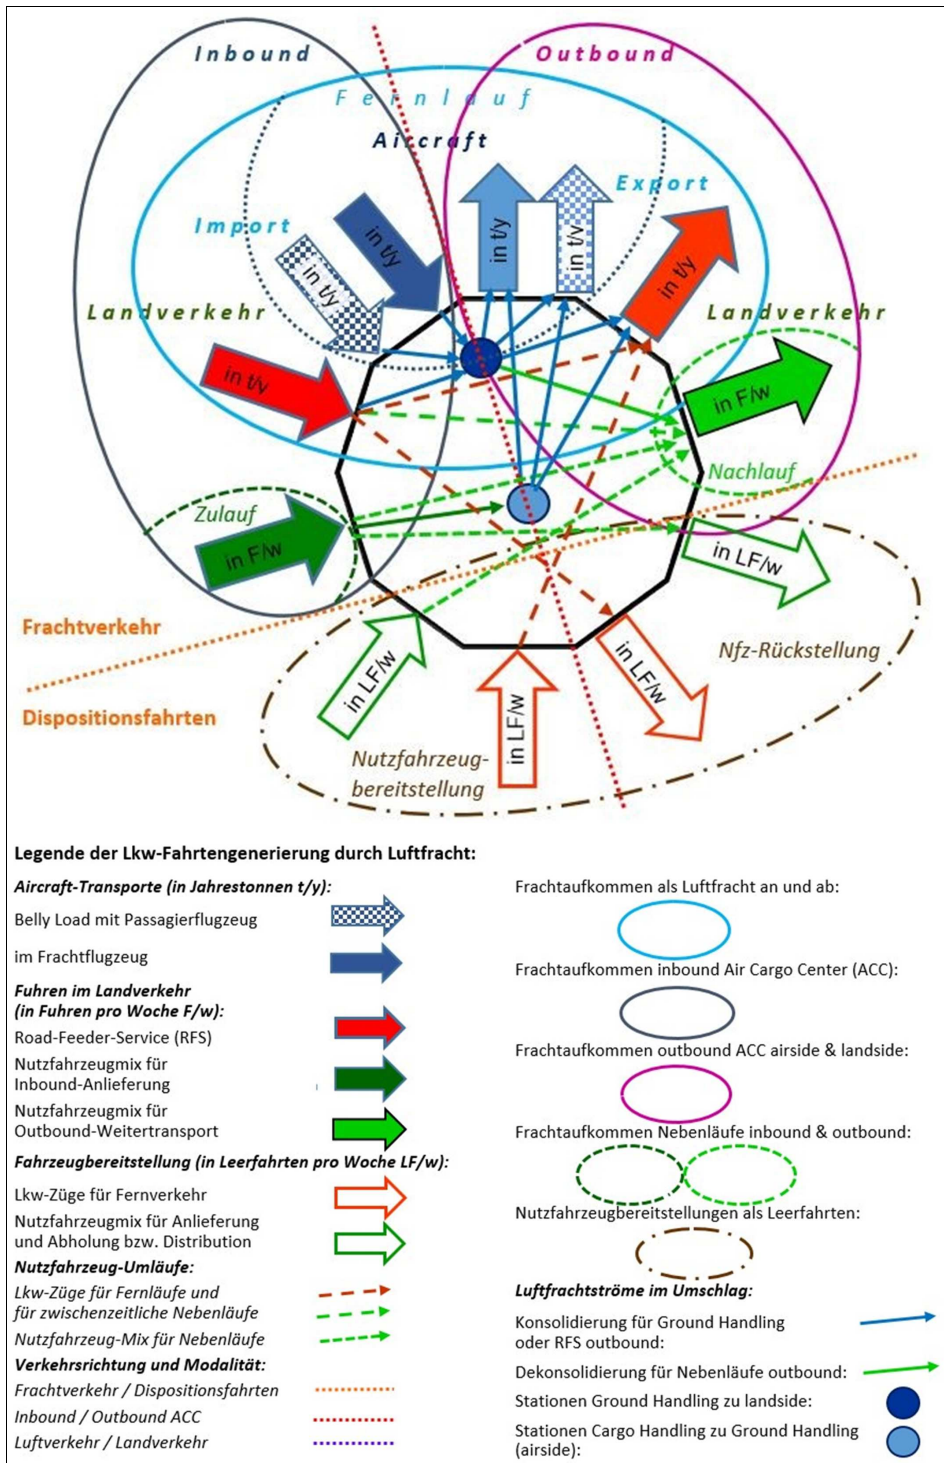 Inbound
Outbound
Fernlauf
Aircraft
Export
Import
in t/y
in t/y
in t/y
in t/y
in t/y
Landverkehr
Landverkehr
in t/y
in F/w
Nachlauf
Zulauf
in F/w
in LF/w
Frachtverkehr
Nfz-Rückstellung
in LF/w
in LF/w
in LF/w
Dispositionsfahrten
Nutzfahrzeug-
bereitstellung
Legende der Lkw-Fahrtengenerierung durch Luftfracht:
Aircraft-Transporte (in Jahrestonnen t/y):
Belly Load mit Passagierflugzeug
im Frachtflugzeug
Fuhren im Landverkehr
(in Fuhren pro Woche F/w):
Road-Feeder-Service (RFS)
Nutzfahrzeugmix für
Inbound-Anlieferung
Nutzfahrzeugmix für
Outbound-Weitertransport
Fahrzeugbereitstellung (in Leerfahrten pro Woche LF/w):
Lkw-Züge für Fernverkehr
Nutzfahrzeugmix für Anlieferung
und Abholung bzw. Distribution
Nutzfahrzeug-Umläufe:
Lkw-Züge für Fernläufe und
für zwischenzeitliche Nebenläufe
Nutzfahrzeug-Mix für Nebenläufe
Verkehrsrichtung und Modalität:
Frachtverkehr / Dispositionsfahrten
Inbound / Outbound ACC
Luftverkehr / Landverkehr
Frachtaufkommen als Luftfracht an und ab:
Frachtaufkommen inbound Air Cargo Center (ACC):
Frachtaufkommen outbound ACC airside & landside:
Frachtaufkommen Nebenläufe inbound & outbound:
Nutzfahrzeugbereitstellungen als Leerfahrten:
Luftfrachtströme im Umschlag:
Konsolidierung für Ground Handling
oder RFS outbound:
Dekonsolidierung für Nebenläufe outbound:
Stationen Ground Handling zu landside:
Stationen Cargo Handling zu Ground Handling
(airside):